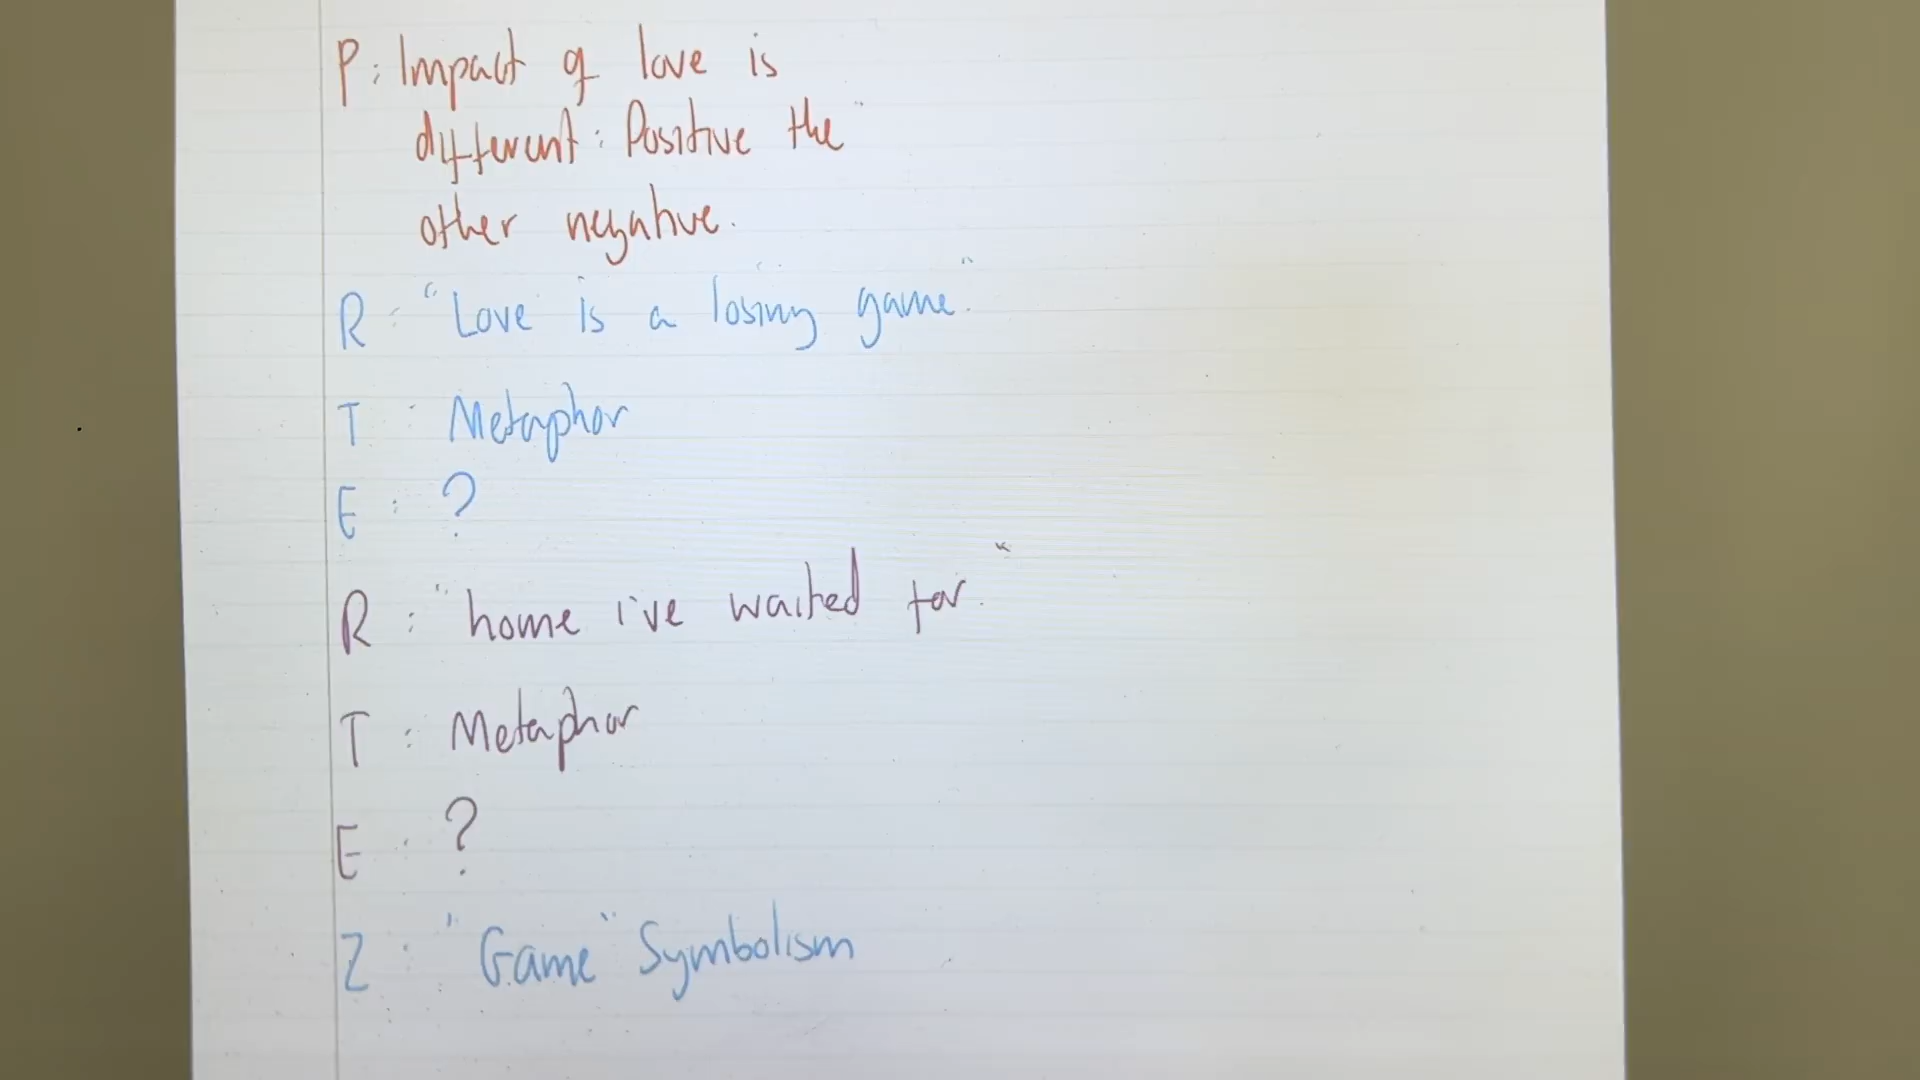 P: Impact of love is
different: Positive the
other negative.
R: "Love is a losing game."
T: Metaphor
E: ?
R: "home i've waited for."
T: Metaphor
E: ?
Z: "Game" Symbolism